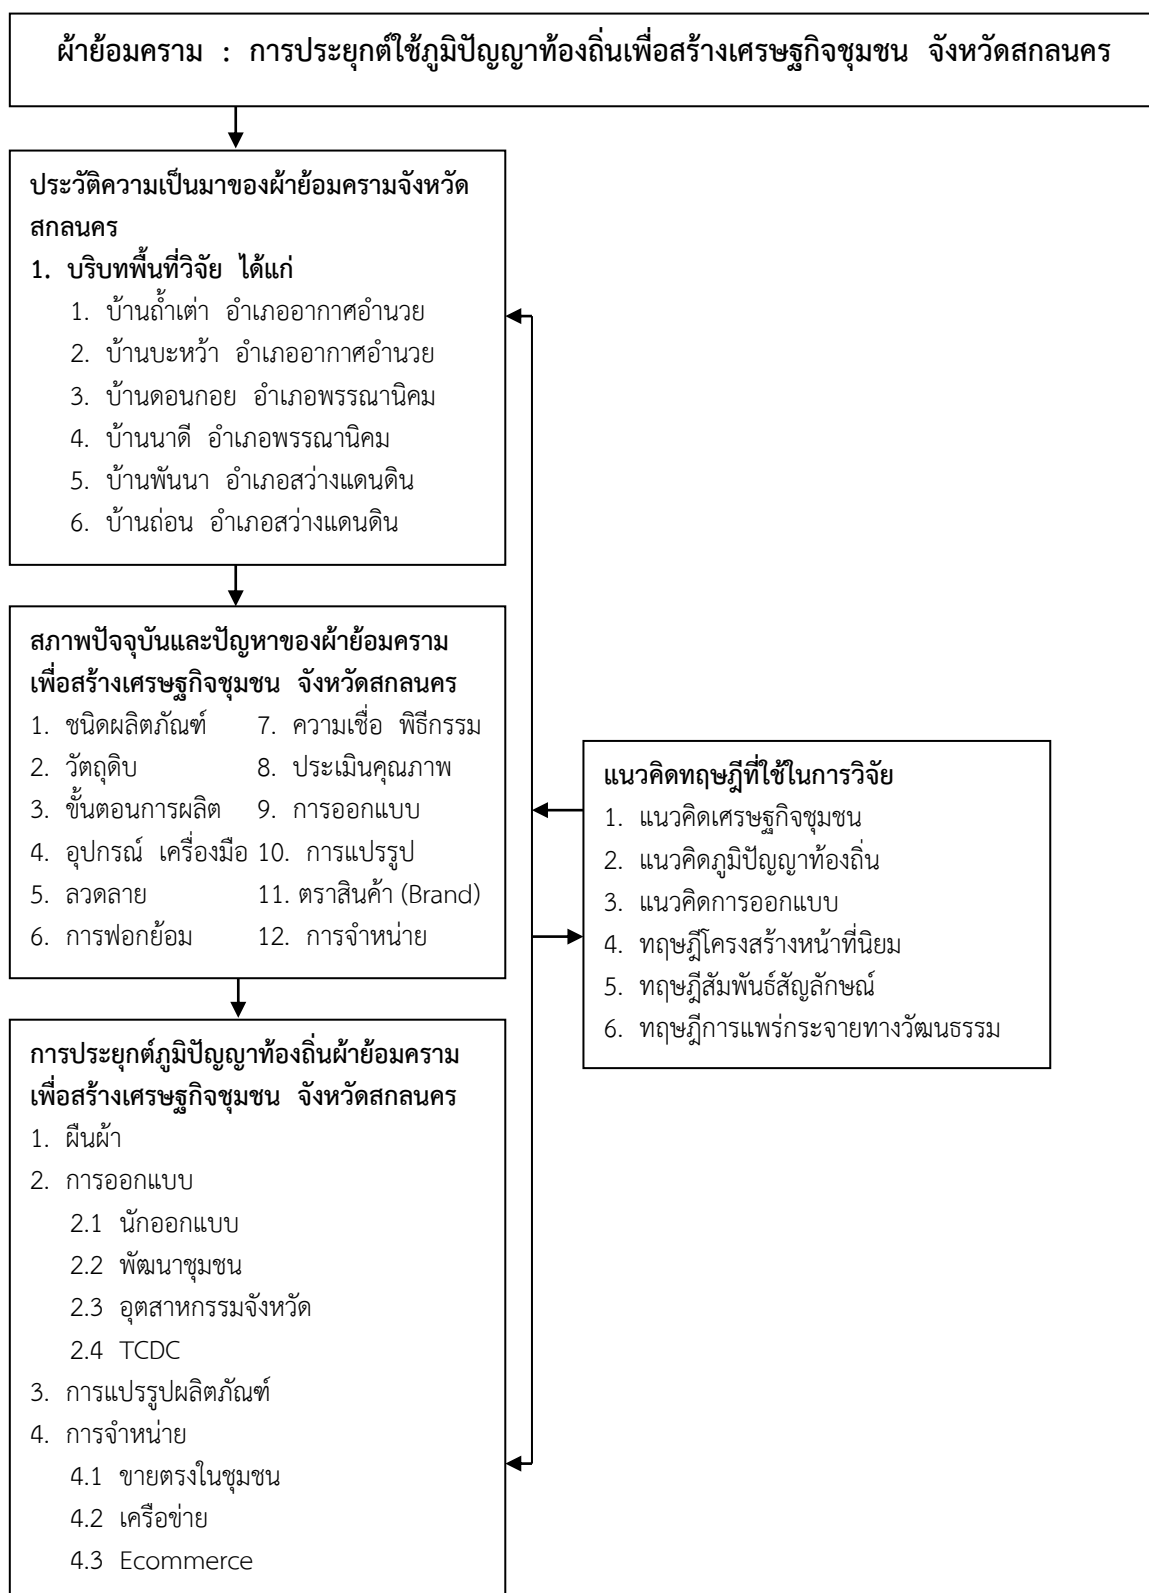 ผ้าย้อมคราม : การประยุกต์ใช้ภูมิปัญญาท้องถิ่นเพื่อสร้างเศรษฐกิจชุมชน จังหวัดสกลนคร
ประวัติความเป็นมาของผ้าย้อมครามจังหวัด
สกลนคร
1. บริบทพื้นที่วิจัย ได้แก่
1. บ้านถ้ำเต่า อำเภออากาศอำนวย
2. บ้านบะหว้า อำเภออากาศอำนวย
3. บ้านดอนกอย อำเภอพรรณานิคม
4. บ้านนาดี อำเภอพรรณานิคม
5. บ้านพันนา อำเภอสว่างแดนดิน
6. บ้านถ่อน อำเภอสว่างแดนดิน
สภาพปัจจุบันและปัญหาของผ้าย้อมคราม
เพื่อสร้างเศรษฐกิจชุมชน จังหวัดสกลนคร
1. ชนิดผลิตภัณฑ์ 7. ความเชื่อ พิธีกรรม
2. วัตถุดิบ 8. ประเมินคุณภาพ
3. ขั้นตอนการผลิต 9. การออกแบบ
4. อุปกรณ์ เครื่องมือ 10. การแปรรูป
5. ลวดลาย 11. ตราสินค้า (Brand)
6. การฟอกย้อม 12. การจำหน่าย
แนวคิดทฤษฎีที่ใช้ในการวิจัย
1. แนวคิดเศรษฐกิจชุมชน
2. แนวคิดภูมิปัญญาท้องถิ่น
3. แนวคิดการออกแบบ
4. ทฤษฎีโครงสร้างหน้าที่นิยม
5. ทฤษฎีสัมพันธ์สัญลักษณ์
6. ทฤษฎีการแพร่กระจายทางวัฒนธรรม
การประยุกต์ภูมิปัญญาท้องถิ่นผ้าย้อมคราม
เพื่อสร้างเศรษฐกิจชุมชน จังหวัดสกลนคร
1. ผืนผ้า
2. การออกแบบ
2.1 นักออกแบบ
2.2 พัฒนาชุมชน
2.3 อุตสาหกรรมจังหวัด
2.4 TCDC
3. การแปรรูปผลิตภัณฑ์
4. การจำหน่าย
4.1 ขายตรงในชุมชน
4.2 เครือข่าย
4.3 Ecommerce